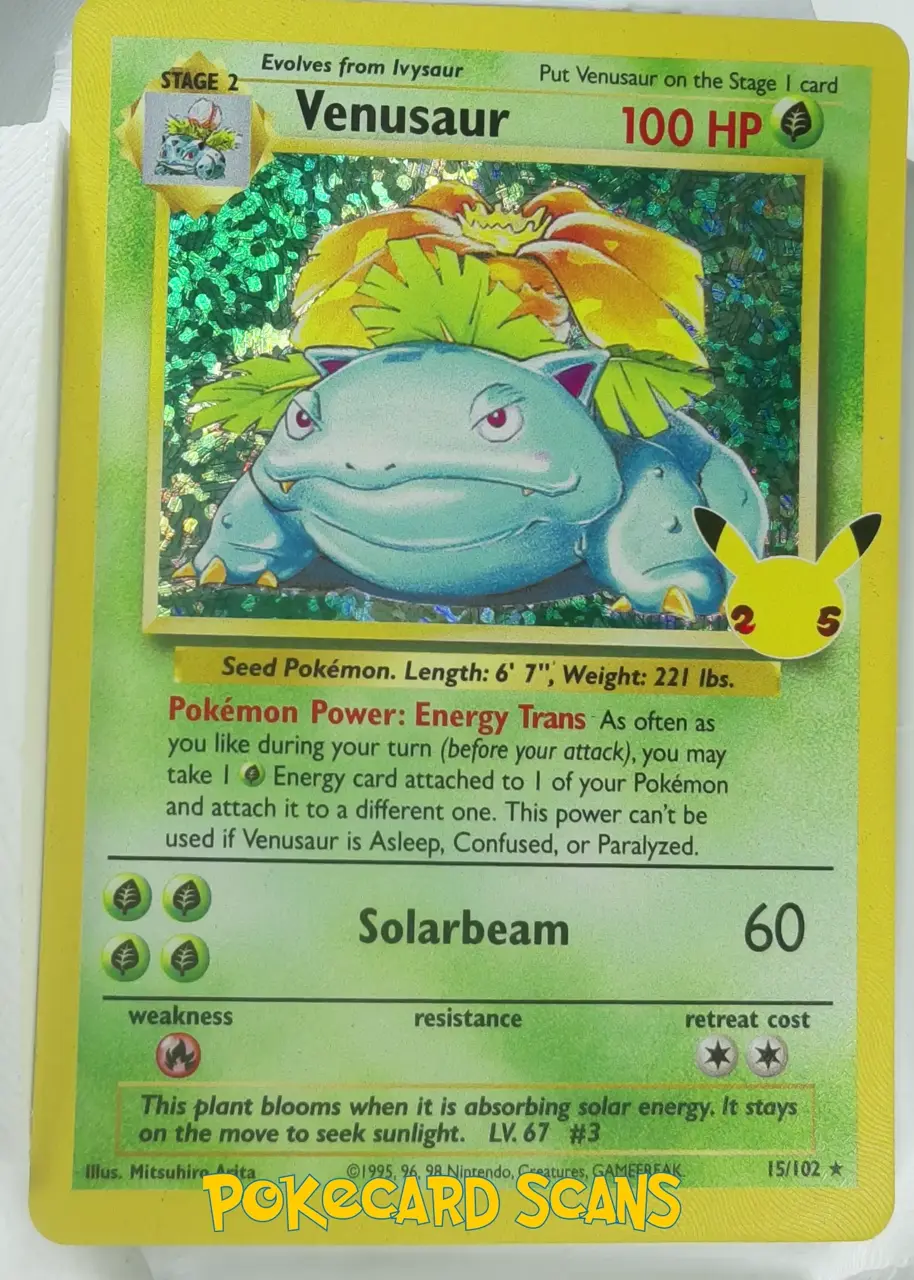 STAGE 2
Evolves from Ivysaur
Put Venusaur on the Stage 1 card
Venusaur
100 HP
2 5
Seed Pokémon. Length: 6' 7", Weight: 221 lbs.
Pokémon Power: Energy Trans As often as
you like during your turn (before your attack), you may
take 1 Energy card attached to 1 of your Pokémon
and attach it to a different one. This power can't be
used if Venusaur is Asleep, Confused, or Paralyzed.
Solarbeam 60
weakness resistance retreat cost
This plant blooms when it is absorbing solar energy. It stays
on the move to seek sunlight. LV. 67 #3
Illus. Mitsuhiro Arita ©1995, 96, 98 Nintendo, Creatures, GAMEFREAK. 15/102 ★
POKECARD SCANS